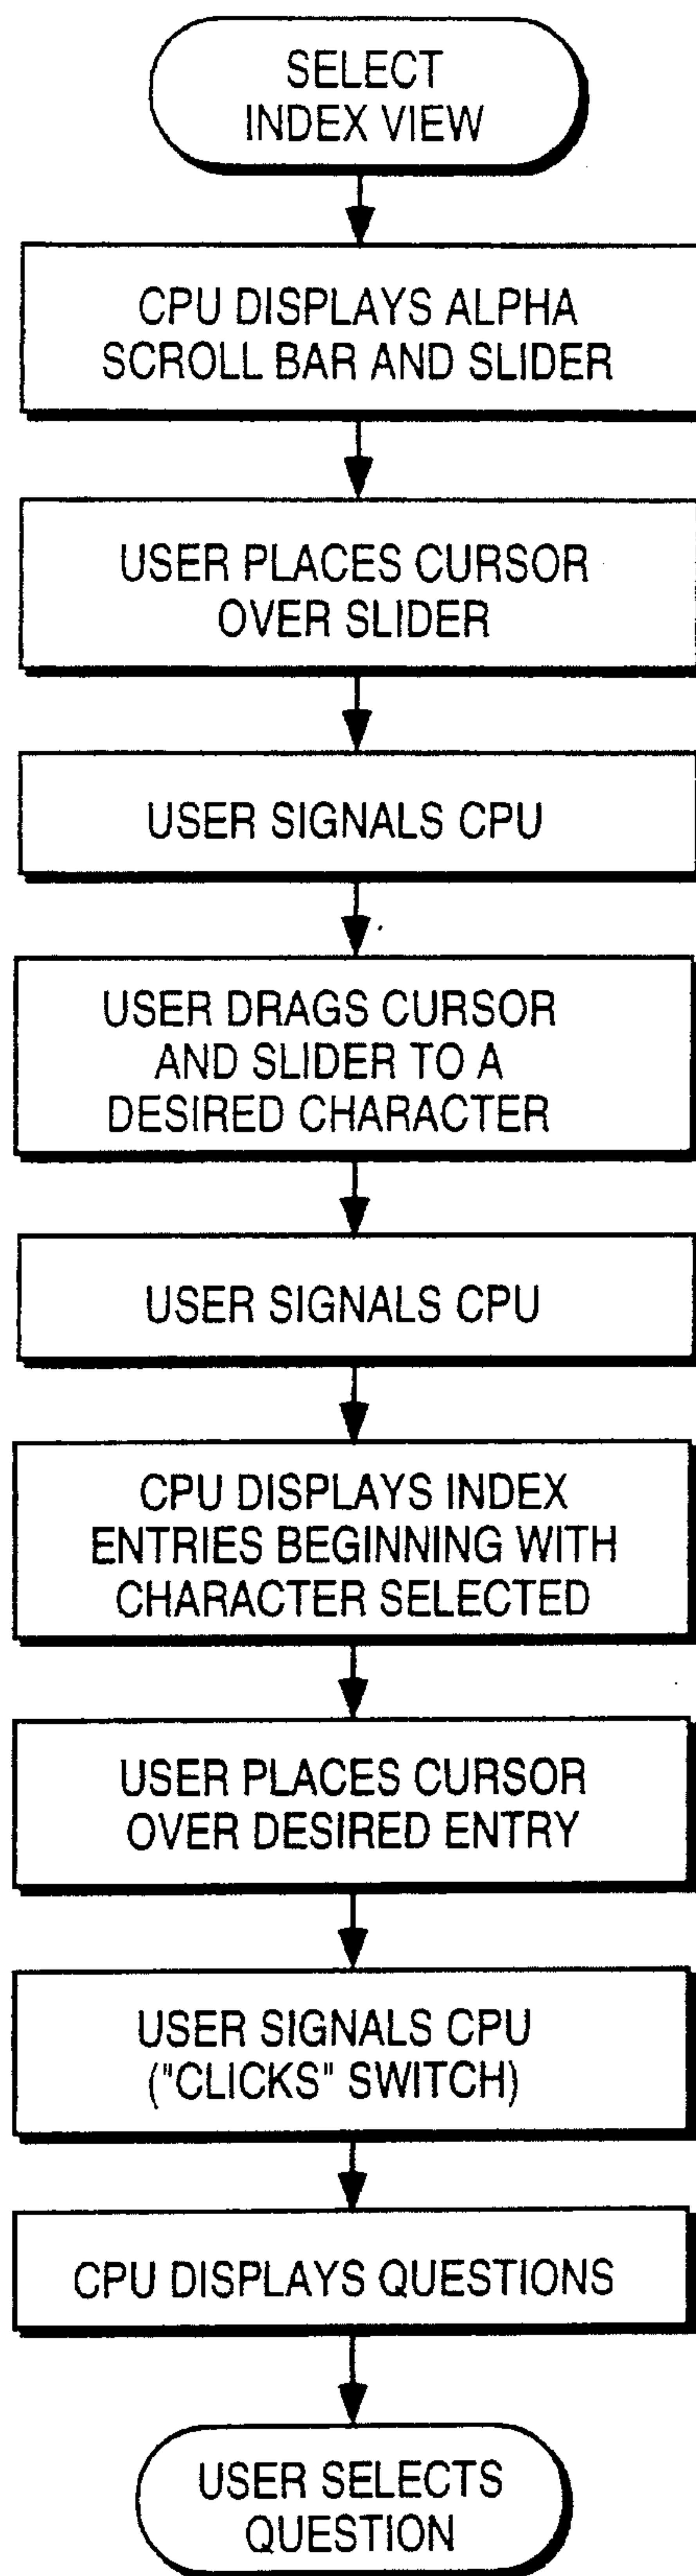 SELECT
INDEX VIEW
CPU DISPLAYS ALPHA
SCROLL BAR AND SLIDER
USER PLACES CURSOR
OVER SLIDER
USER SIGNALS CPU
USER DRAGS CURSOR
AND SLIDER TO A
DESIRED CHARACTER
USER SIGNALS CPU
CPU DISPLAYS INDEX
ENTRIES BEGINNING WITH
CHARACTER SELECTED
USER PLACES CURSOR
OVER DESIRED ENTRY
USER SIGNALS CPU
("CLICKS" SWITCH)
CPU DISPLAYS QUESTIONS
USER SELECTS
QUESTION